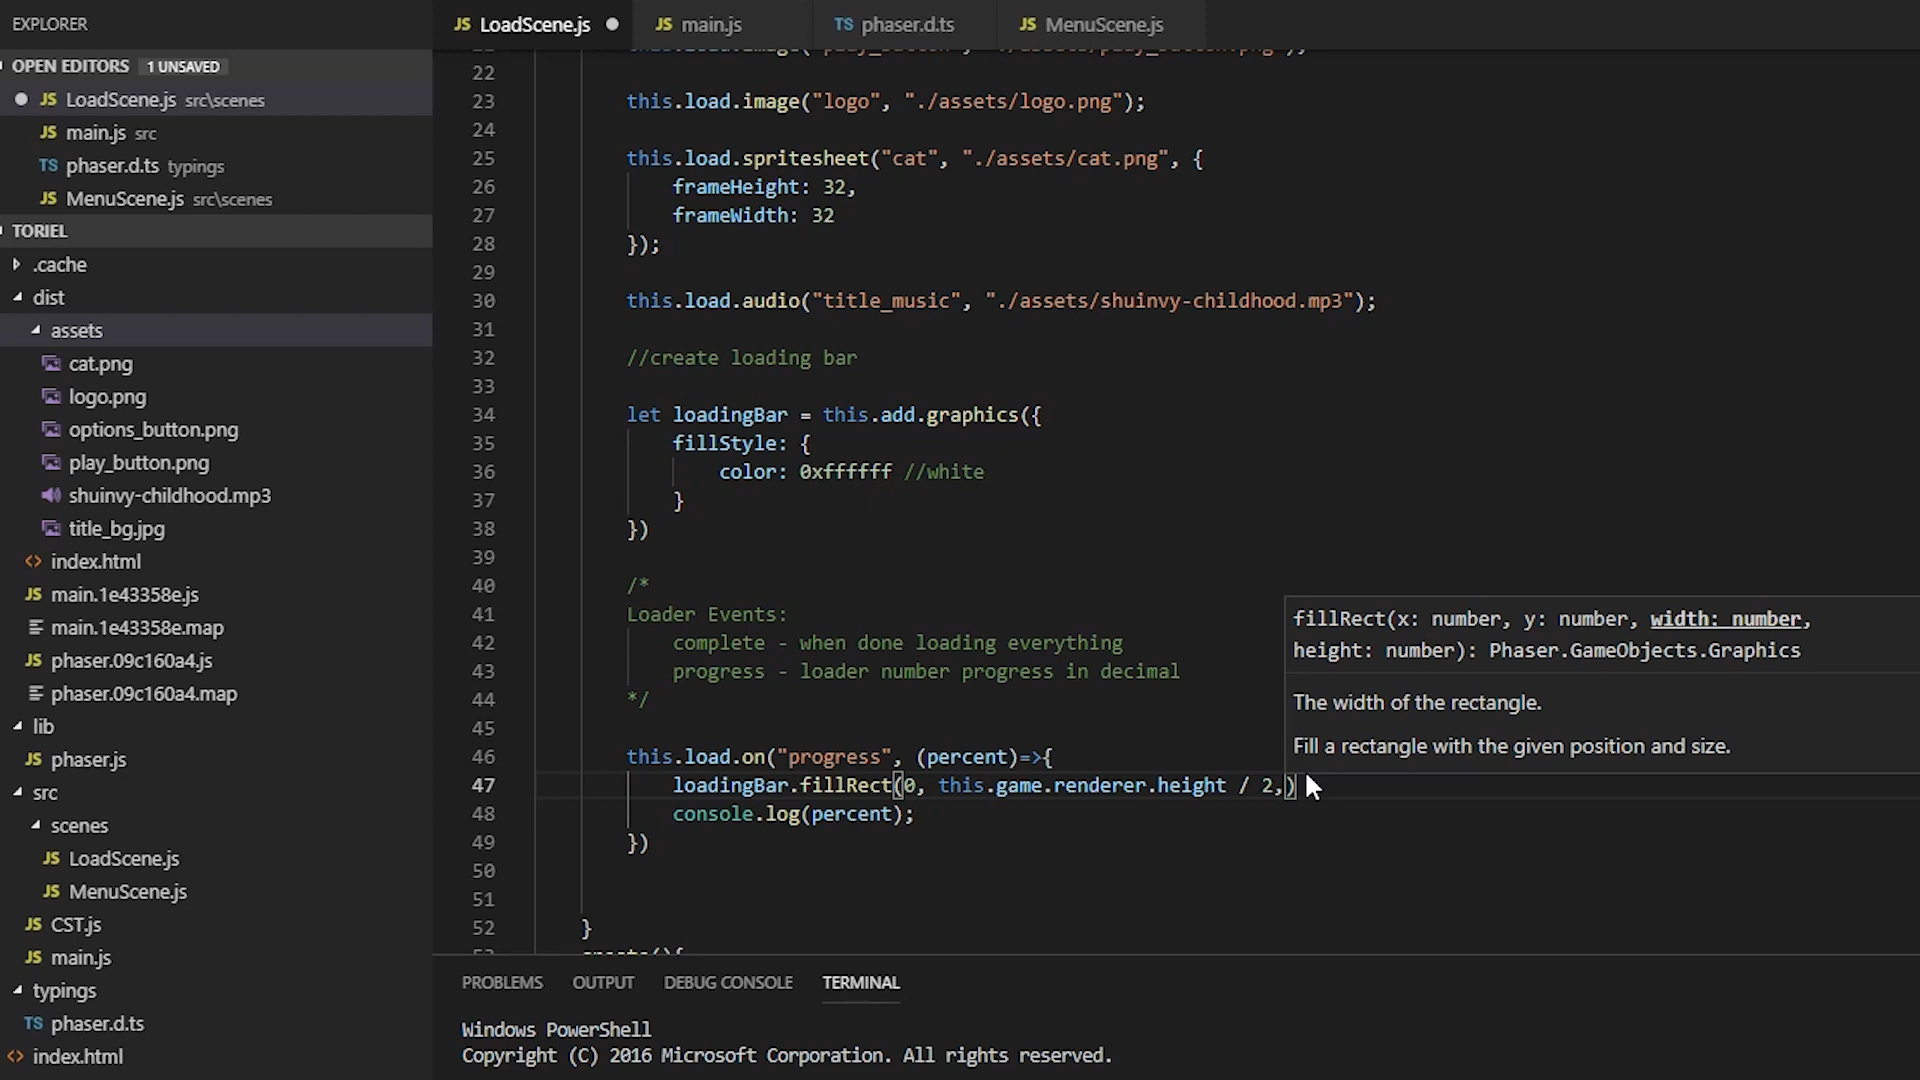 EXPLORER
OPEN EDITORS 1 UNSAVED
JS LoadScene.js src\scenes
JS main.js src
TS phaser.d.ts typings
JS MenuScene.js src\scenes
TORIEL
.cache
dist
assets
cat.png
logo.png
options_button.png
play_button.png
shuinvy-childhood.mp3
title_bg.jpg
<> index.html
JS main.1e43358e.js
main.1e43358e.map
JS phaser.09c160a4.js
phaser.09c160a4.map
lib
JS phaser.js
src
scenes
JS LoadScene.js
JS MenuScene.js
JS CST.js
JS main.js
typings
TS phaser.d.ts
<> index.html
JS LoadScene.js JS main.js TS phaser.d.ts JS MenuScene.js
22
23 this.load.image("logo", "./assets/logo.png");
24
25 this.load.spritesheet("cat", "./assets/cat.png", {
26 frameHeight: 32,
27 frameWidth: 32
28 });
29
30 this.load.audio("title_music", "./assets/shuinvy-childhood.mp3");
31
32 //create loading bar
33
34 let loadingBar = this.add.graphics({
35 fillStyle: {
36 color: 0xffffff //white
37 }
38 })
39
40 /*
41 Loader Events:
42 complete - when done loading everything
43 progress - loader number progress in decimal
44 */
45
46 this.load.on("progress", (percent)=>{
47 loadingBar.fillRect(0, this.game.renderer.height / 2,)
48 console.log(percent);
49 })
50
51
52 }
fillRect(x: number, y: number, width: number,
height: number): Phaser.GameObjects.Graphics
The width of the rectangle.
Fill a rectangle with the given position and size.
PROBLEMS OUTPUT DEBUG CONSOLE TERMINAL
Windows PowerShell
Copyright (C) 2016 Microsoft Corporation. All rights reserved.